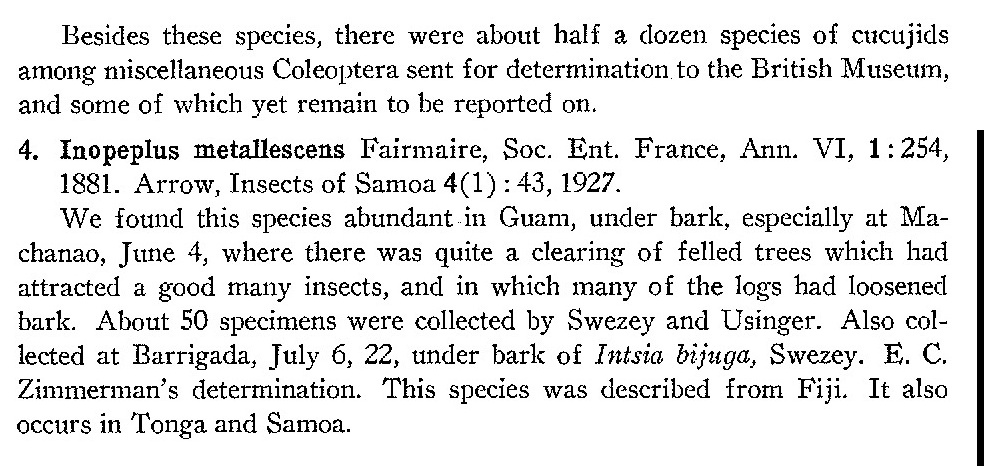 Besides these species, there were about half a dozen species of cucujids
among miscellaneous Coleoptera sent for determination to the British Museum,
and some of which yet remain to be reported on.
4. Inopeplus metallescens Fairmaire, Soc. Ent. France, Ann. VI, 1:254,
1881. Arrow, Insects of Samoa 4(1):43, 1927.
We found this species abundant in Guam, under bark, especially at Ma-
chanao, June 4, where there was quite a clearing of felled trees which had
attracted a good many insects, and in which many of the logs had loosened
bark. About 50 specimens were collected by Swezey and Usinger. Also col-
lected at Barrigada, July 6, 22, under bark of Intsia bijuga, Swezey. E. C.
Zimmerman's determination. This species was described from Fiji. It also
occurs in Tonga and Samoa.